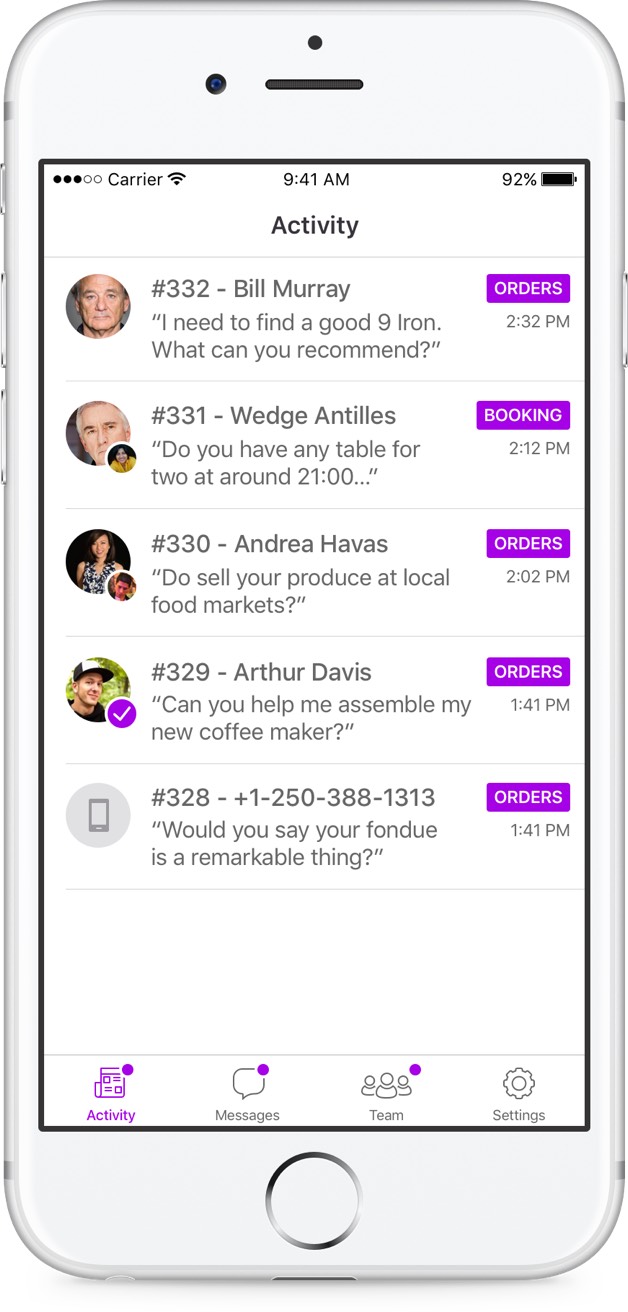 ●●●○○ Carrier 9:41 AM 92%
Activity
#332 - Bill Murray ORDERS
“I need to find a good 9 Iron. 2:32 PM
What can you recommend?”
#331 - Wedge Antilles BOOKING
“Do you have any table for 2:12 PM
two at around 21:00...”
#330 - Andrea Havas ORDERS
“Do sell your produce at local 2:02 PM
food markets?”
#329 - Arthur Davis ORDERS
“Can you help me assemble my 1:41 PM
new coffee maker?”
#328 - +1-250-388-1313 ORDERS
“Would you say your fondue 1:41 PM
is a remarkable thing?”
Activity Messages Team Settings